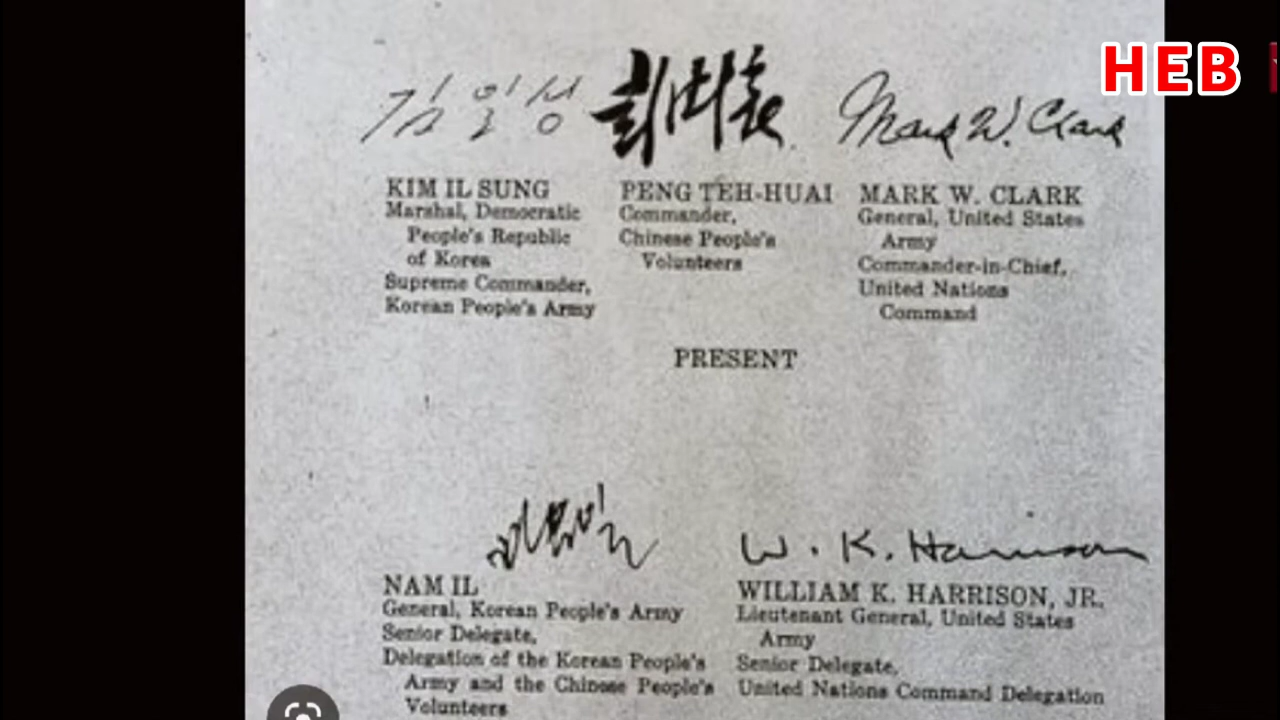 HEB
김일성 彭德怀 Mark W. Clark
KIM IL SUNG
Marshal, Democratic
People's Republic
of Korea
Supreme Commander,
Korean People's Army
PENG TEH-HUAI
Commander,
Chinese People's
Volunteers
MARK W. CLARK
General, United States
Army
Commander-in-Chief,
United Nations
Command
PRESENT
W. K. Harrison
NAM IL
General, Korean People's Army
Senior Delegate,
Delegation of the Korean People's
Army and the Chinese People's
Volunteers
WILLIAM K. HARRISON, JR.
Lieutenant General, United States
Army
Senior Delegate,
United Nations Command Delegation